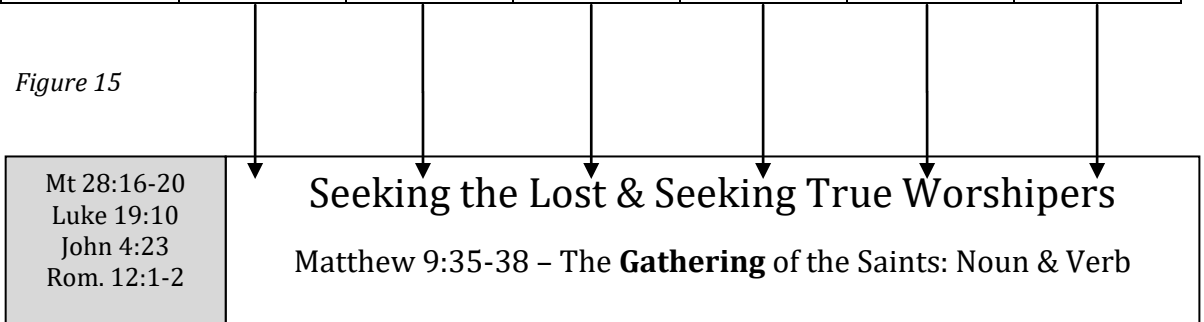 Figure 15
Mt 28:16-20
Luke 19:10
John 4:23
Rom. 12:1-2
Seeking the Lost & Seeking True Worshipers
Matthew 9:35-38 – The Gathering of the Saints: Noun & Verb